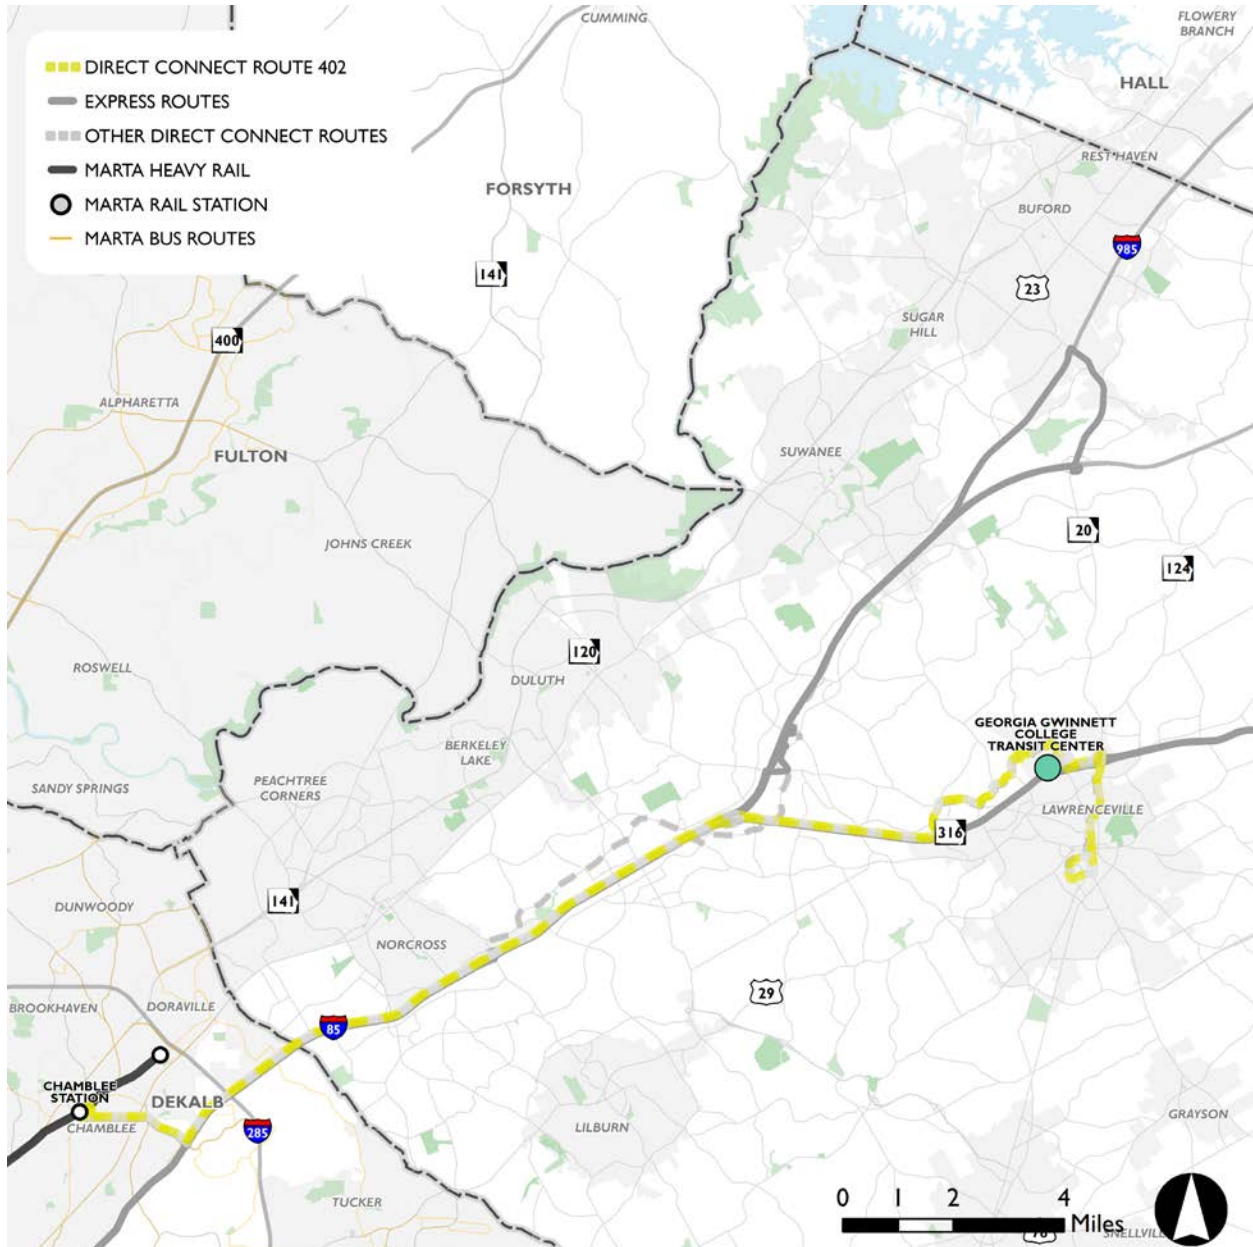 CUMMING
FLOWERY
BRANCH
DIRECT CONNECT ROUTE 402
EXPRESS ROUTES
OTHER DIRECT CONNECT ROUTES
MARTA HEAVY RAIL
MARTA RAIL STATION
MARTA BUS ROUTES
HALL
REST HAVEN
FORSYTH
BUFORD
985
141
23
SUGAR
HILL
400
ALPHARETTA
FULTON
SUWANEE
20
JOHNS CREEK
124
120
ROSWELL
DULUTH
GEORGIA GWINNETT
COLLEGE
TRANSIT CENTER
BERKELEY
LAKE
SANDY SPRINGS
PEACHTREE
CORNERS
LAWRENCEVILLE
316
141
DUNWOODY
NORCROSS
29
BROOKHAVEN
DORAVILLE
85
CHAMBLEE
STATION
DEKALB
CHAMBLEE
285
LILBURN
GRAYSON
TUCKER
0 1 2 4
Miles
78